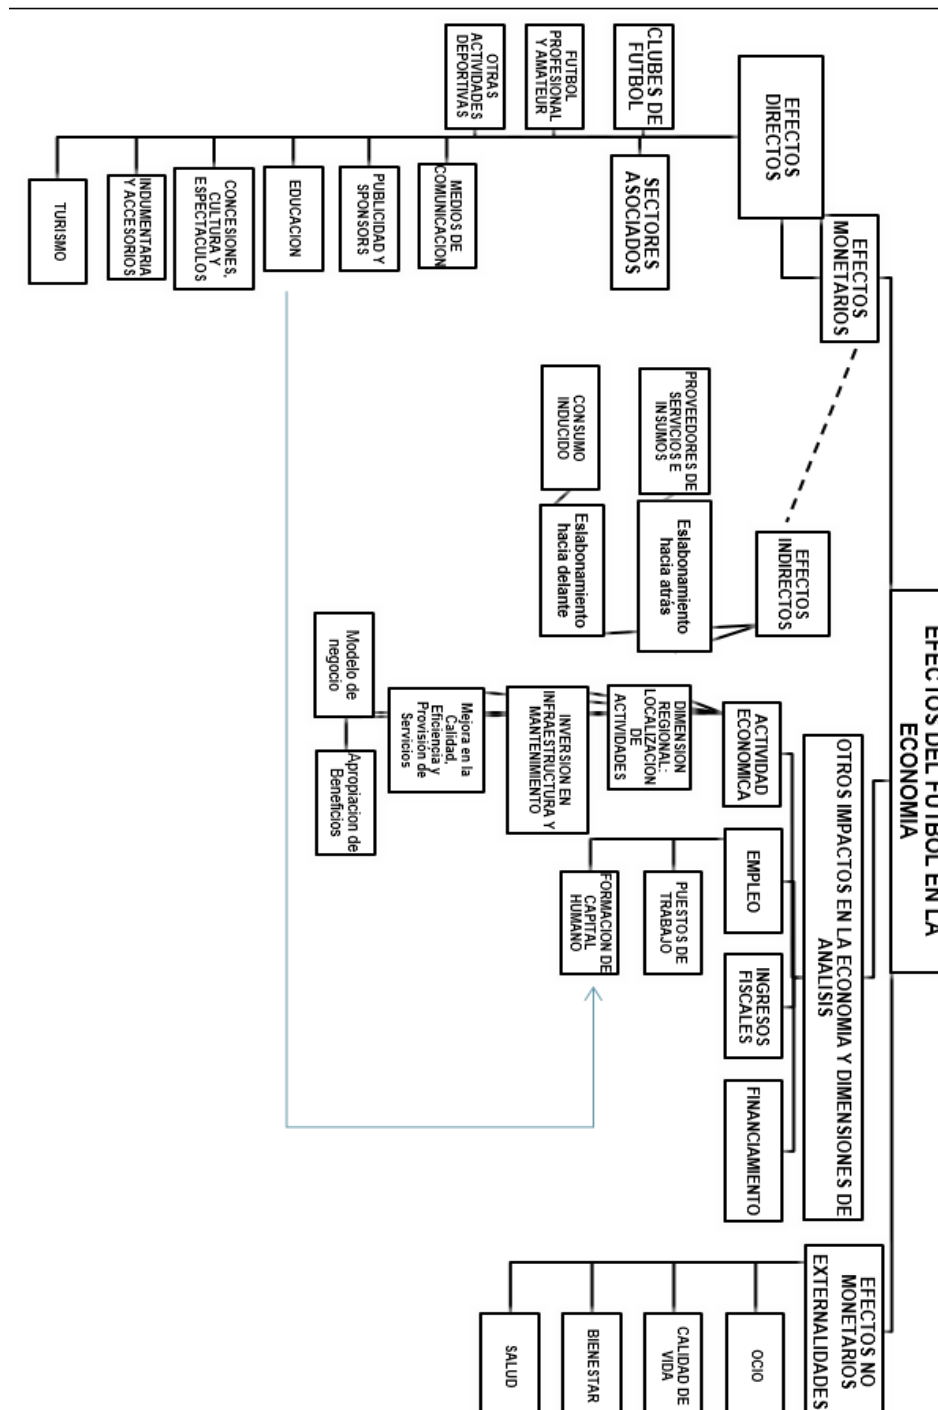 EFECTOS DEL FUTBOL EN LA
ECONOMIA
EFECTOS
MONETARIOS
EFECTOS
DIRECTOS
CLUBES DE
FUTBOL
SECTORES
ASOCIADOS
FUTBOL
PROFESIONAL
Y AMATEUR
OTRAS
ACTIVIDADES
DEPORTIVAS
MEDIOS DE
COMUNICACION
PUBLICIDAD Y
SPONSORS
EDUCACION
CONCESIONES,
CULTURA Y
ESPECTACULOS
INDUMENTARIA
Y ACCESORIOS
TURISMO
EFECTOS
INDIRECTOS
PROVEEDORES DE
SERVICIOS E
INSUMOS
Eslabonamiento
hacia atrás
CONSUMO
INDUCIDO
Eslabonamiento
hacia delante
OTROS IMPACTOS EN LA ECONOMIA Y DIMENSIONES DE
ANALISIS
ACTIVIDAD
ECONOMICA
DIMENSION
REGIONAL:
LOCALIZACION
DE
ACTIVIDADES
INVERSION EN
INFRAESTRUCTURA Y
MANTENIMIENTO
Mejora en la
Calidad,
Eficiencia y
Provisión de
Servicios
Modelo de
negocio
Apropiacion de
Beneficios
EMPLEO
PUESTOS DE
TRABAJO
FORMACION DE
CAPITAL
HUMANO
INGRESOS
FISCALES
FINANCIAMIENTO
EFECTOS NO
MONETARIOS
EXTERNALIDADES
OCIO
CALIDAD DE
VIDA
BIENESTAR
SALUD